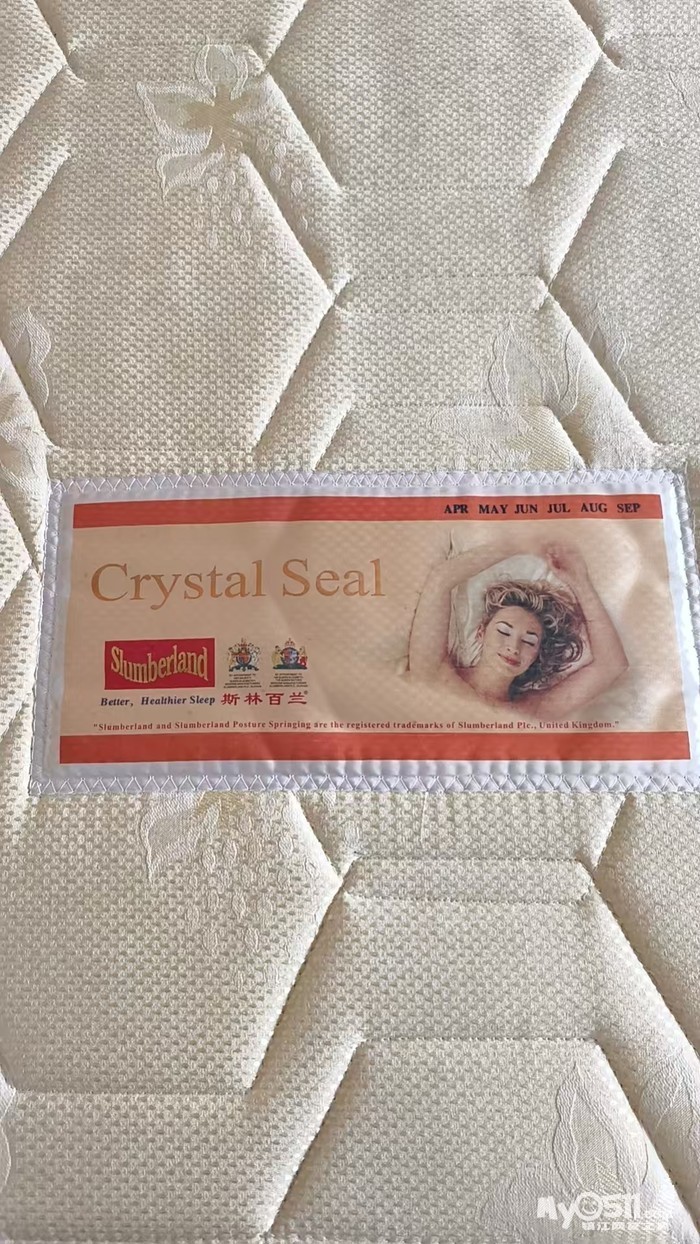 APR MAY JUN JUL AUG SEP
Crystal Seal
Slumberland
Better, Healthier Sleep 斯林百兰®
"Slumberland and Slumberland Posture Springing are the registered trademarks of Slumberland Plc., United Kingdom."
MyO511